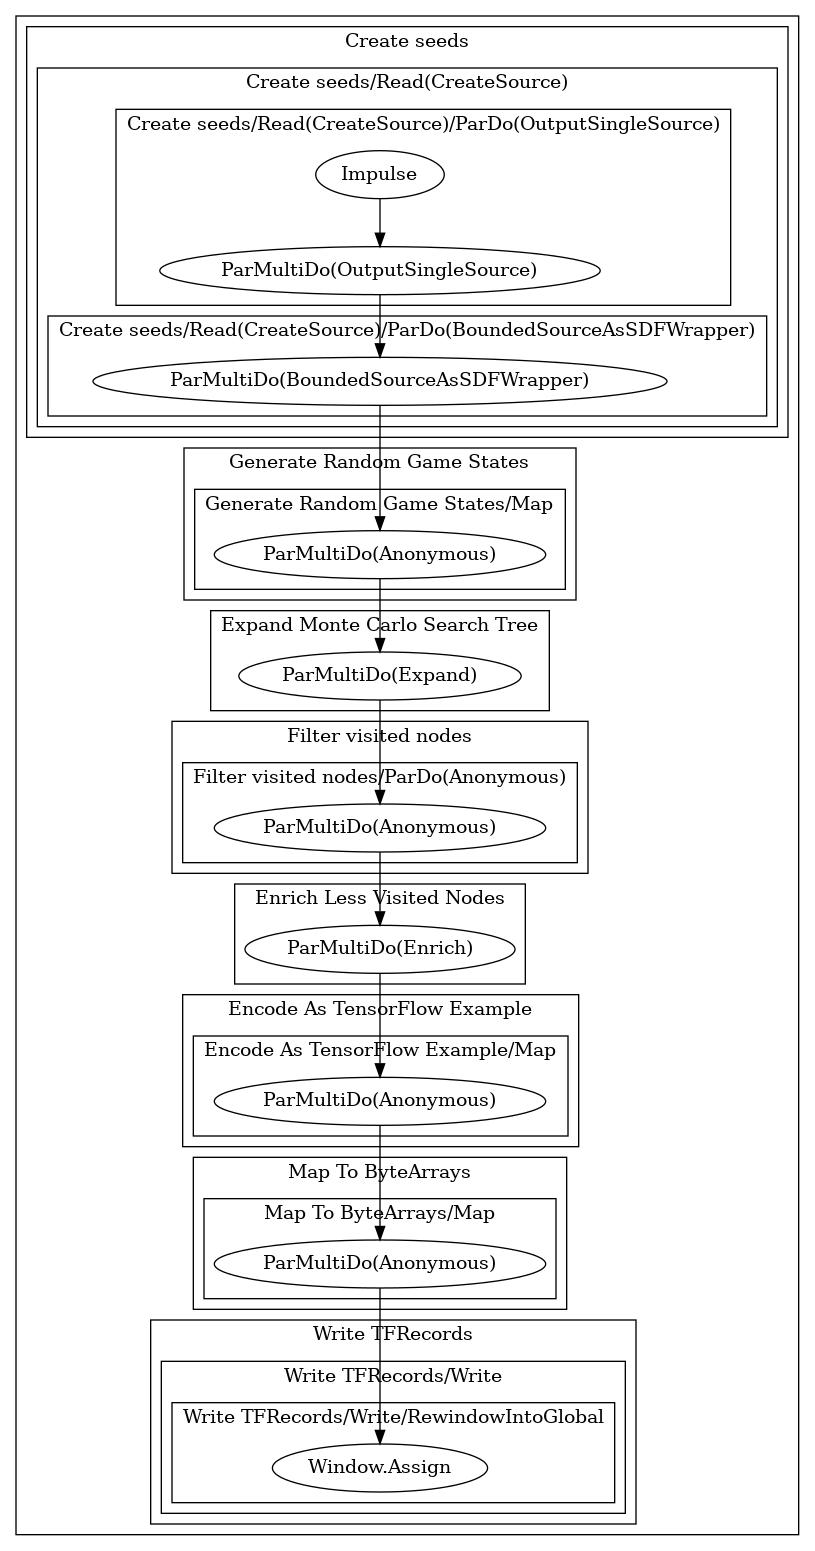 Create seeds
Create seeds/Read(CreateSource)
Create seeds/Read(CreateSource)/ParDo(OutputSingleSource)
Impulse
ParMultiDo(OutputSingleSource)
Create seeds/Read(CreateSource)/ParDo(BoundedSourceAsSDFWrapper)
ParMultiDo(BoundedSourceAsSDFWrapper)
Generate Random Game States
Generate Random Game States/Map
ParMultiDo(Anonymous)
Expand Monte Carlo Search Tree
ParMultiDo(Expand)
Filter visited nodes
Filter visited nodes/ParDo(Anonymous)
ParMultiDo(Anonymous)
Enrich Less Visited Nodes
ParMultiDo(Enrich)
Encode As TensorFlow Example
Encode As TensorFlow Example/Map
ParMultiDo(Anonymous)
Map To ByteArrays
Map To ByteArrays/Map
ParMultiDo(Anonymous)
Write TFRecords
Write TFRecords/Write
Write TFRecords/Write/RewindowIntoGlobal
Window.Assign